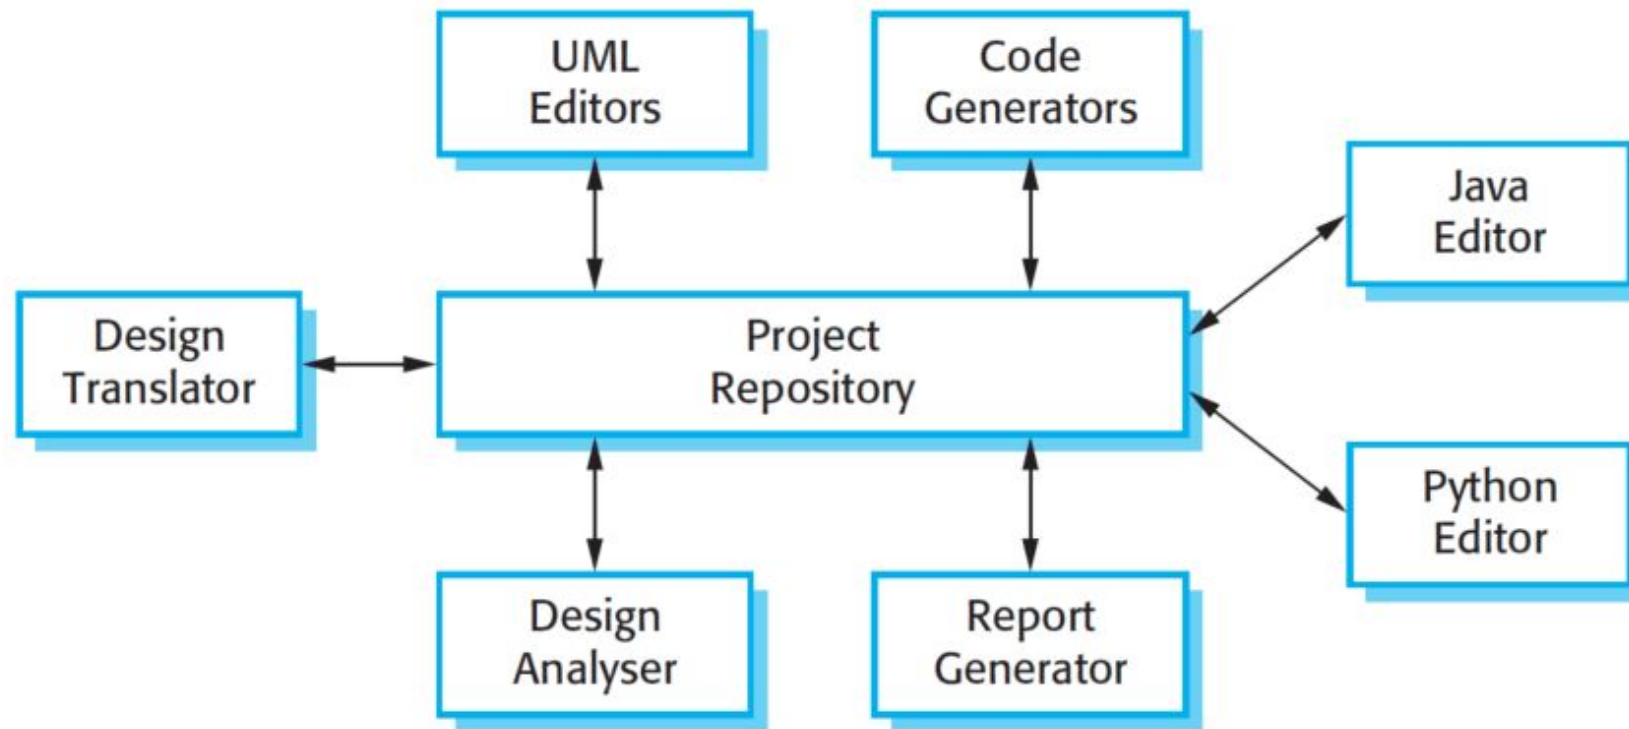 UML
Editors
Code
Generators
Java
Editor
Design
Translator
Project
Repository
Python
Editor
Design
Analyser
Report
Generator